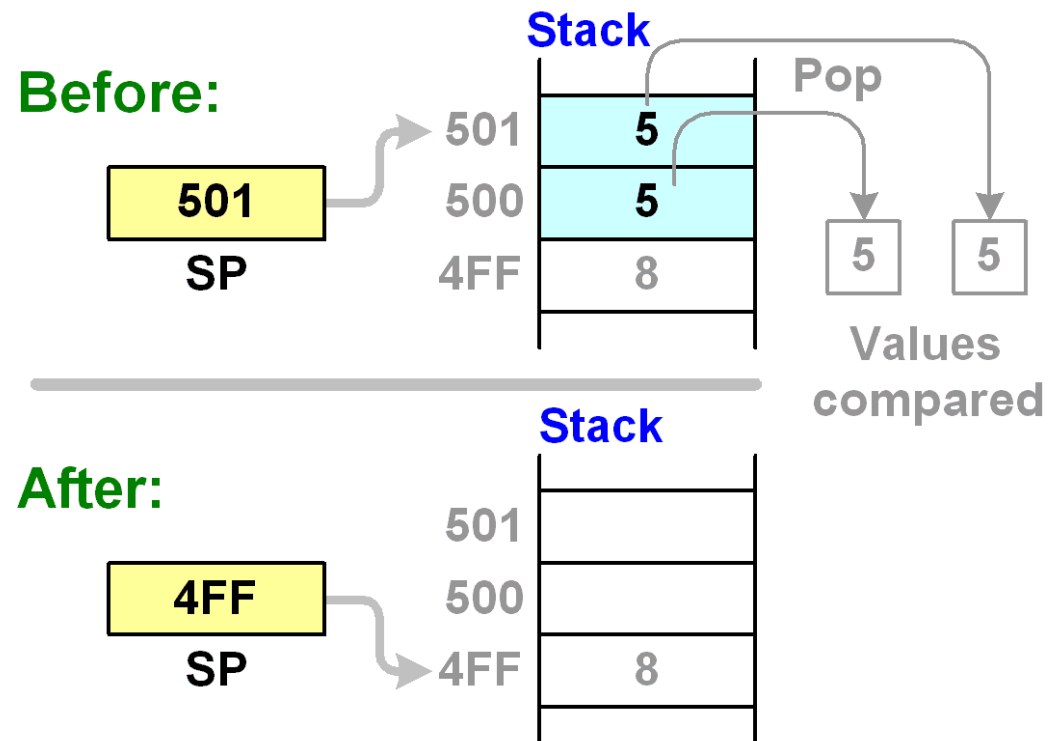 Stack
Before:
Pop
501 5
501
500 5
SP
4FF 8
5 5
Values
compared
Stack
After:
501
4FF
500
SP
4FF 8